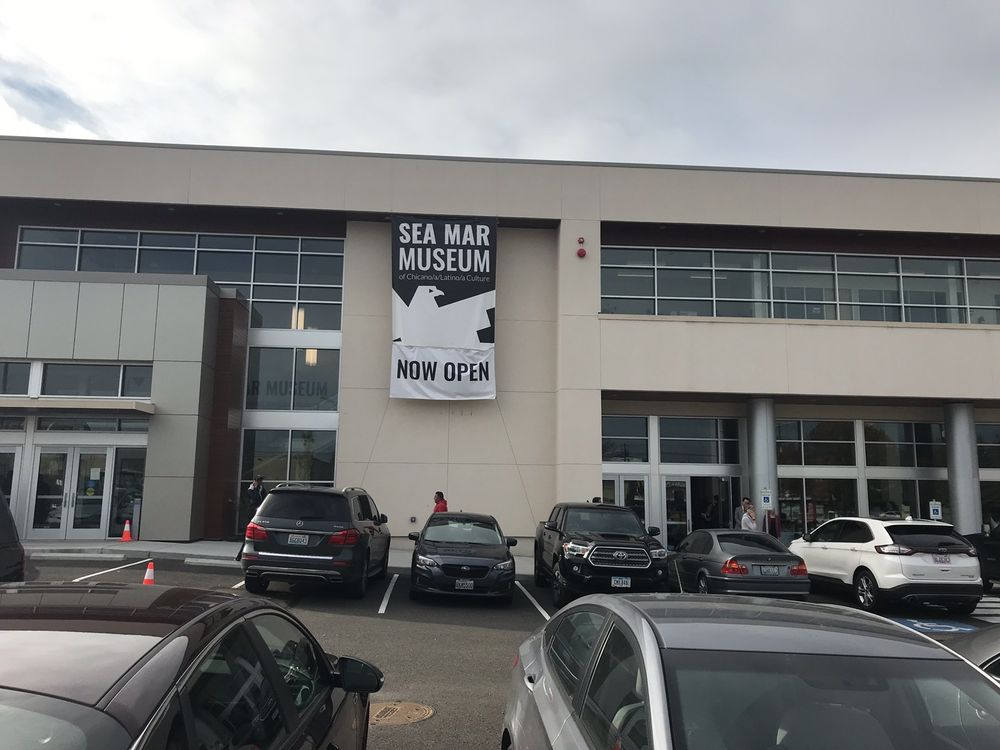 SEA MAR
MUSEUM
of Chicano/a/Latino/a Culture
NOW OPEN
AR MUSEUM